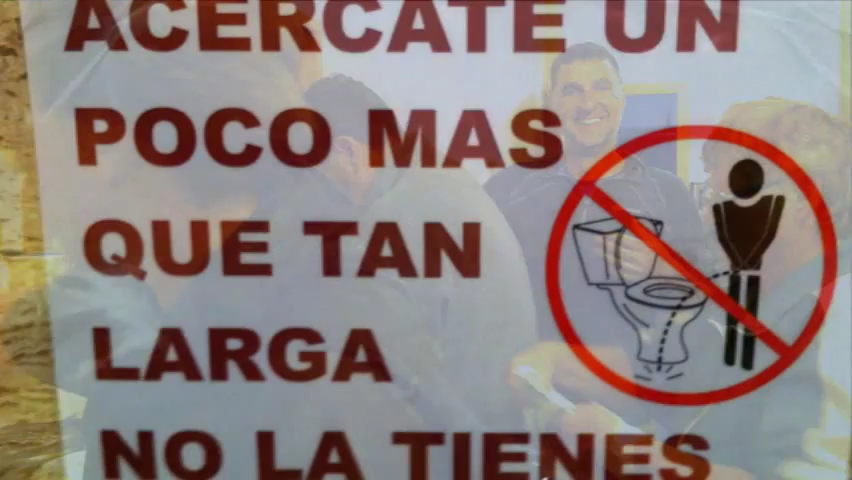 ACERCATE UN
POCO MAS
QUE TAN
LARGA
NO LA TIENES